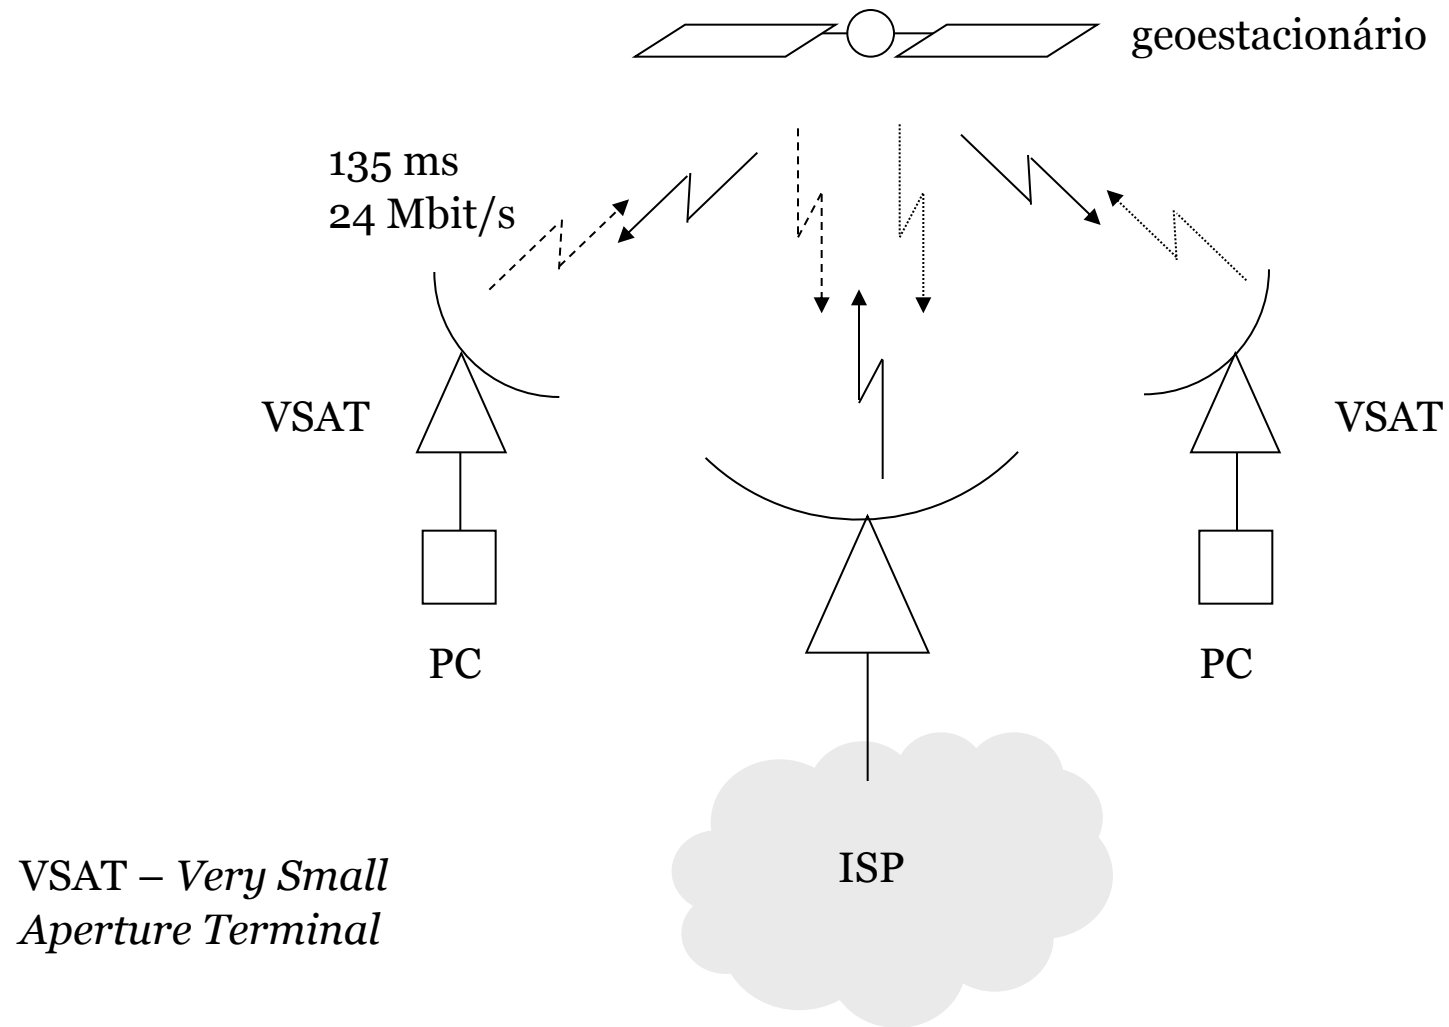 geoestacionário
135 ms
24 Mbit/s
VSAT
VSAT
PC
PC
ISP
VSAT – Very Small
Aperture Terminal